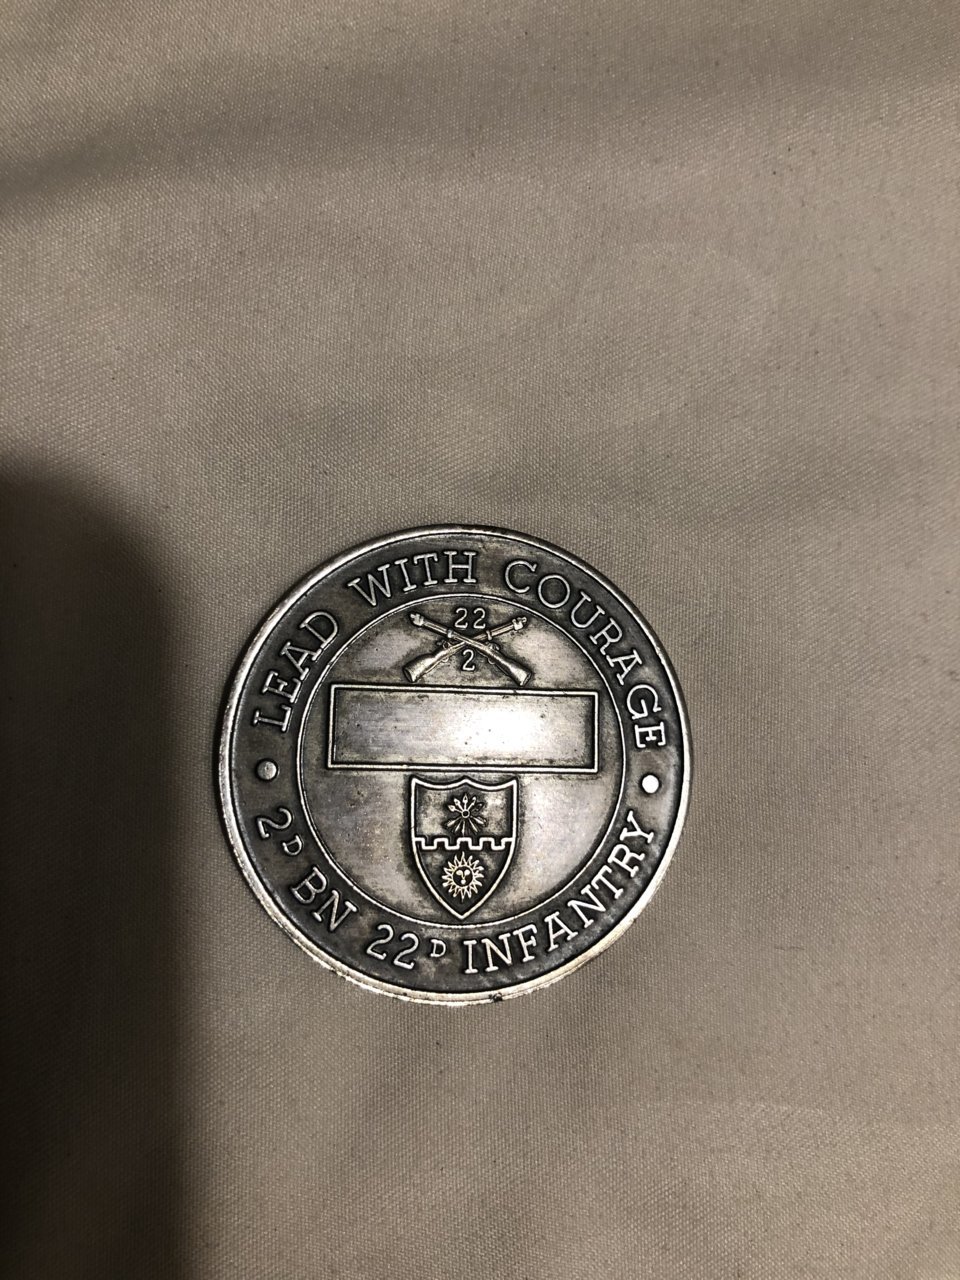 LEAD WITH COURAGE
22
2
2D BN 22D INFANTRY